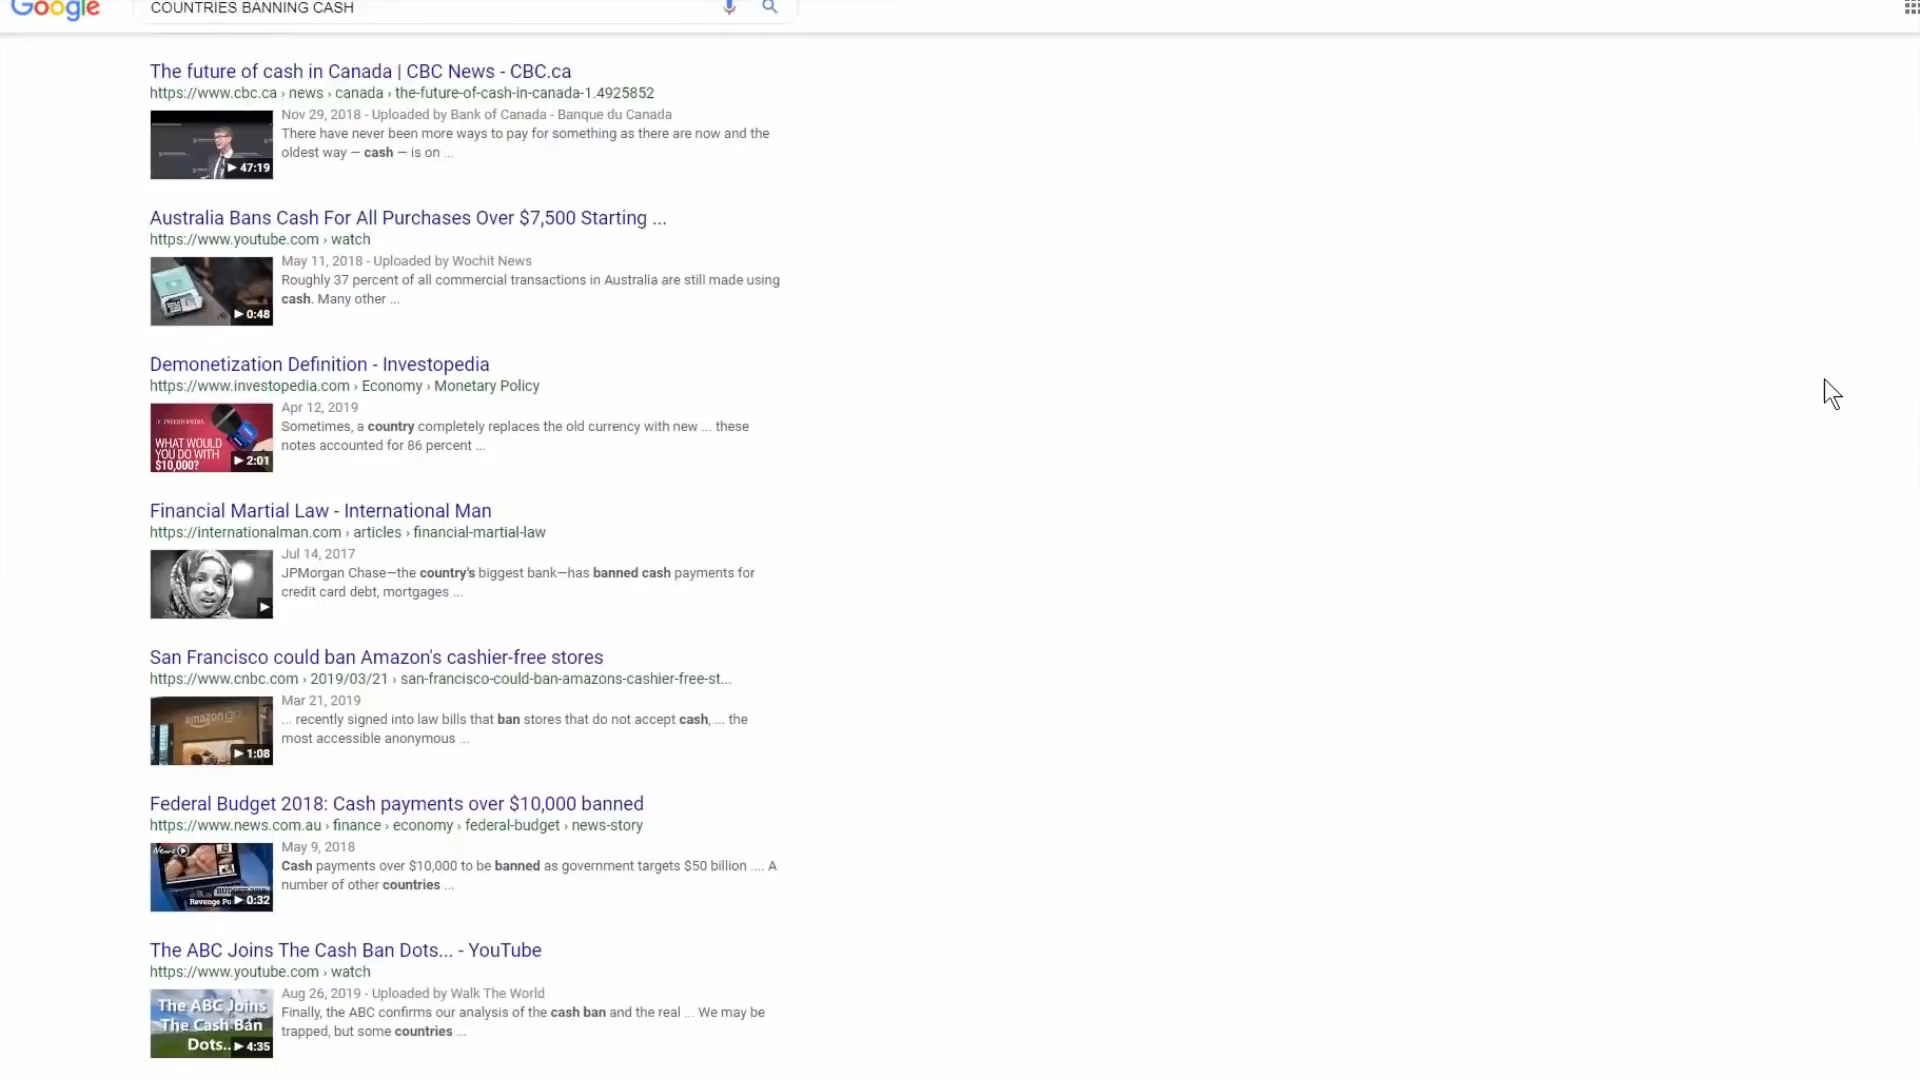 Google
COUNTRIES BANNING CASH
The future of cash in Canada | CBC News - CBC.ca
https://www.cbc.ca › news › canada › the-future-of-cash-in-canada-1.4925852
Nov 29, 2018 - Uploaded by Bank of Canada - Banque du Canada
There have never been more ways to pay for something as there are now and the
oldest way — cash — is on ...
47:19
Australia Bans Cash For All Purchases Over $7,500 Starting ...
https://www.youtube.com › watch
May 11, 2018 - Uploaded by Wochit News
Roughly 37 percent of all commercial transactions in Australia are still made using
cash. Many other ...
0:48
Demonetization Definition - Investopedia
https://www.investopedia.com › Economy › Monetary Policy
Apr 12, 2019
Sometimes, a country completely replaces the old currency with new ... these
notes accounted for 86 percent ...
INVESTOPEDIA
WHAT WOULD
YOU DO WITH
$10,000?
2:01
Financial Martial Law - International Man
https://internationalman.com › articles › financial-martial-law
Jul 14, 2017
JPMorgan Chase—the country's biggest bank—has banned cash payments for
credit card debt, mortgages ...
San Francisco could ban Amazon's cashier-free stores
https://www.cnbc.com › 2019/03/21 › san-francisco-could-ban-amazons-cashier-free-st...
Mar 21, 2019
... recently signed into law bills that ban stores that do not accept cash, ... the
most accessible anonymous ...
amazon go
1:08
Federal Budget 2018: Cash payments over $10,000 banned
https://www.news.com.au › finance › economy › federal-budget › news-story
May 9, 2018
Cash payments over $10,000 to be banned as government targets $50 billion .... A
number of other countries ...
News
Revenge Po
0:32
The ABC Joins The Cash Ban Dots... - YouTube
https://www.youtube.com › watch
Aug 26, 2019 - Uploaded by Walk The World
Finally, the ABC confirms our analysis of the cash ban and the real ... We may be
trapped, but some countries ...
The ABC Joins
The Cash Ban
Dots..
4:35